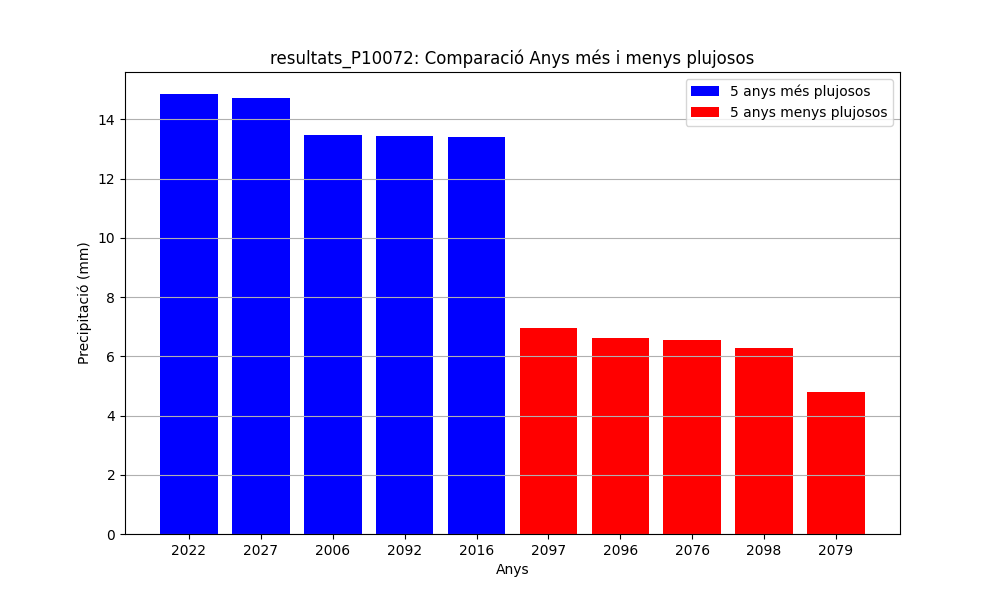 resultats_P10072: Comparació Anys més i menys plujosos
5 anys més plujosos
5 anys menys plujosos
Precipitació (mm)
14
12
10
8
6
4
2
0
2022 2027 2006 2092 2016 2097 2096 2076 2098 2079
Anys